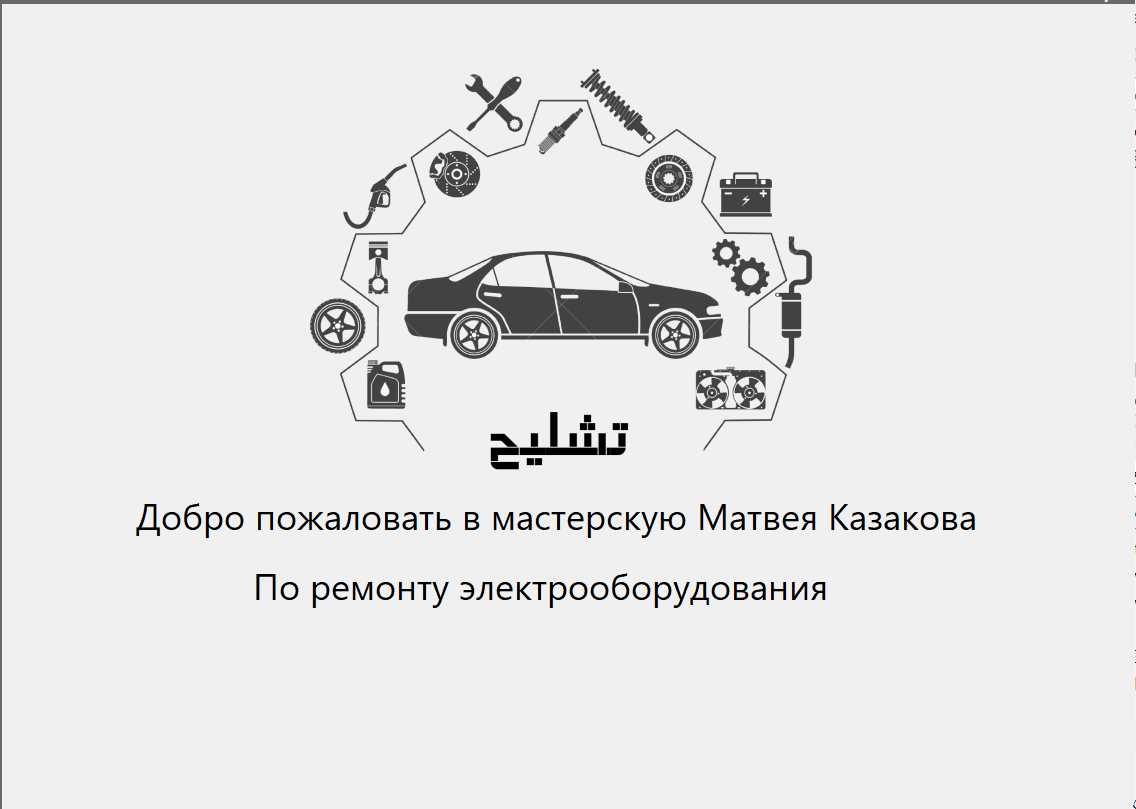 تشليح
Добро пожаловать в мастерскую Матвея Казакова
По ремонту электрооборудования